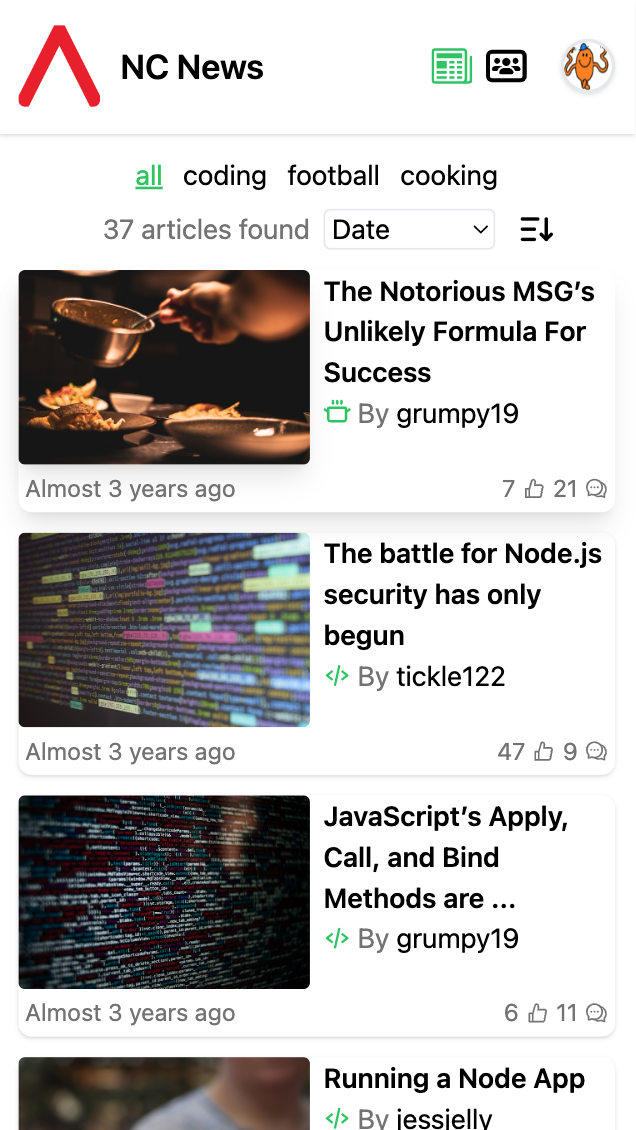 NC News
all coding football cooking
37 articles found Date
The Notorious MSG’s
Unlikely Formula For
Success
By grumpy19
Almost 3 years ago 7 21
The battle for Node.js
security has only
begun
By tickle122
Almost 3 years ago 47 9
JavaScript’s Apply,
Call, and Bind
Methods are ...
By grumpy19
Almost 3 years ago 6 11
Running a Node App
By jessjelly